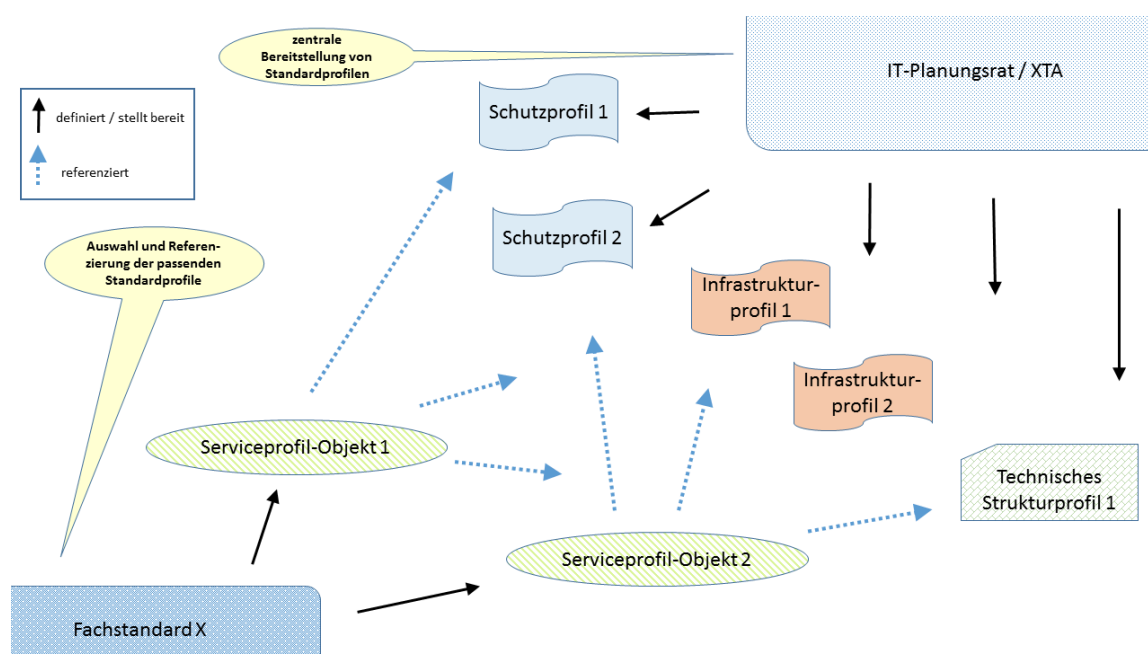 zentrale
Bereitstellung von
Standardprofilen
IT-Planungsrat / XTA
Schutzprofil 1
definiert / stellt bereit
referenziert
Schutzprofil 2
Auswahl und Referen-
zierung der passenden
Standardprofile
Infrastruktur-
profil 1
Infrastruktur-
profil 2
Serviceprofil-Objekt 1
Technisches
Strukturprofil 1
Serviceprofil-Objekt 2
Fachstandard X